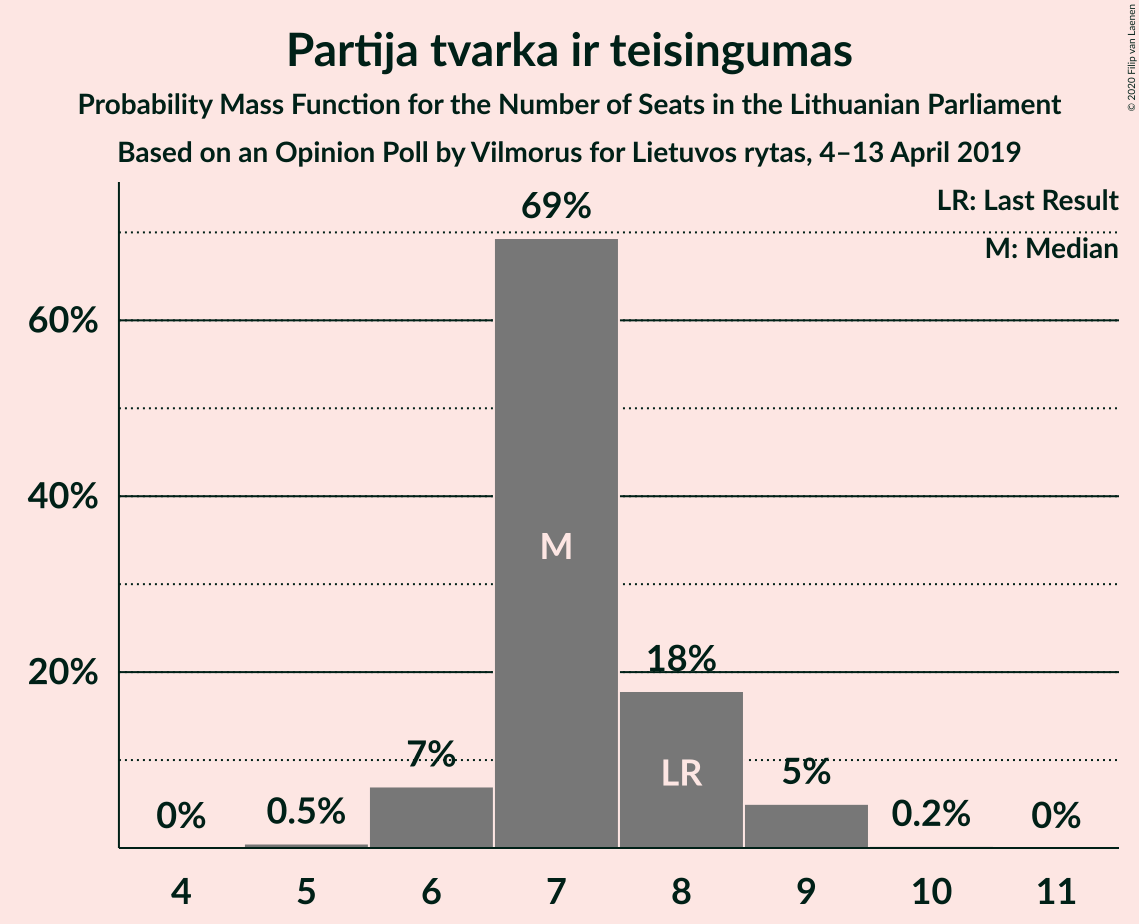 Partija tvarka ir teisingumas
Probability Mass Function for the Number of Seats in the Lithuanian Parliament
Based on an Opinion Poll by Vilmorus for Lietuvos rytas, 4–13 April 2019
© 2020 Filip van Laenen
LR: Last Result
M: Median
60%
40%
20%
0%
0.5%
7%
69%
18%
5%
0.2%
0%
M
LR
4 5 6 7 8 9 10 11